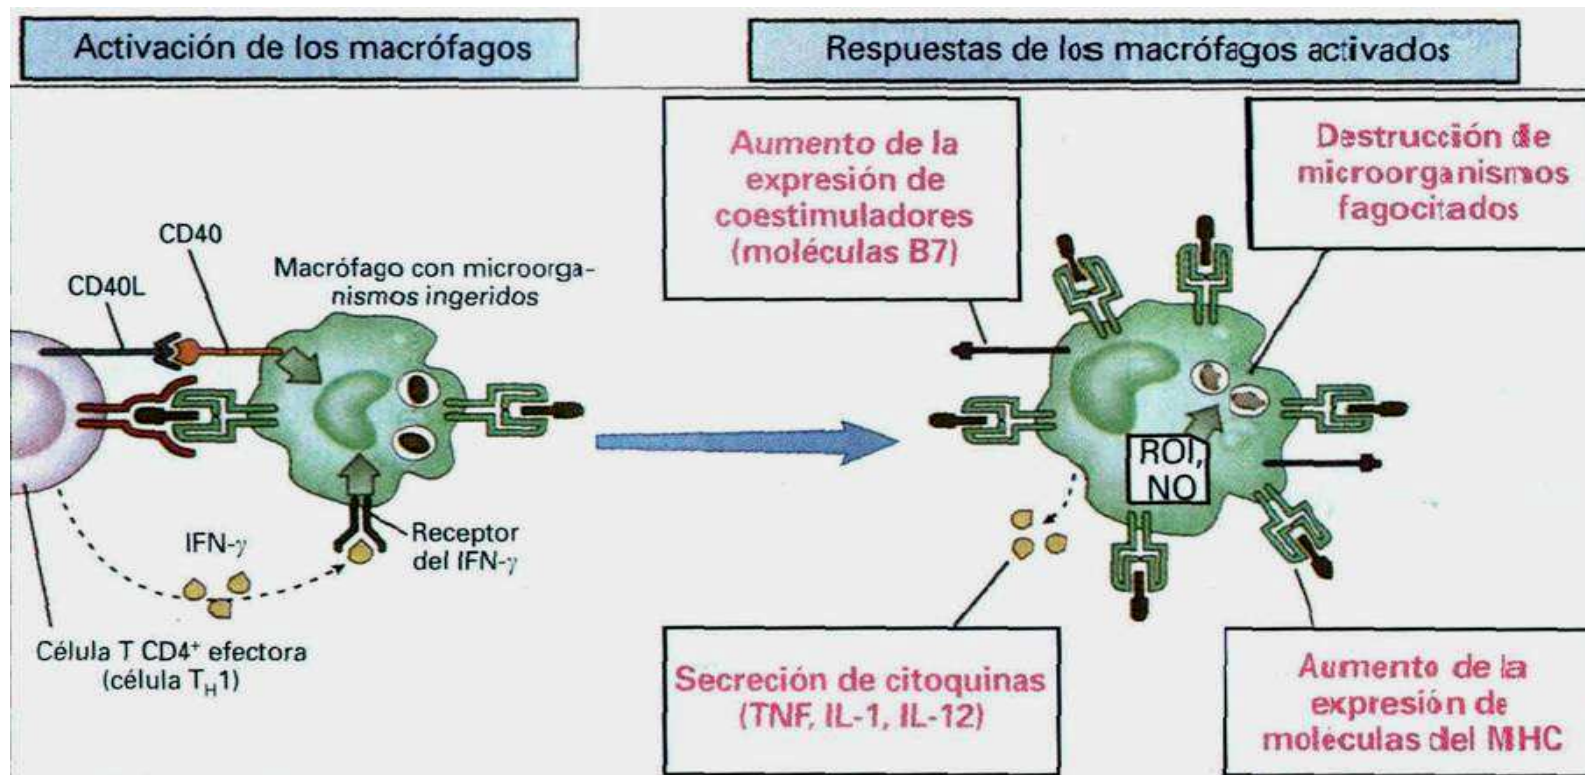 Activación de los macrófagos
Respuestas de los macrófagos activados
CD40
CD40L
Macrófago con microorga-
nismos ingeridos
IFN-γ
Receptor
del IFN-γ
Célula T CD4⁺ efectora
(célula T_H1)
Aumento de la
expresión de
coestimuladores
(moléculas B7)
Destrucción de
microorganismos
fagocitados
ROI,
NO
Secreción de citoquinas
(TNF, IL-1, IL-12)
Aumento de la
expresión de
moléculas del MHC